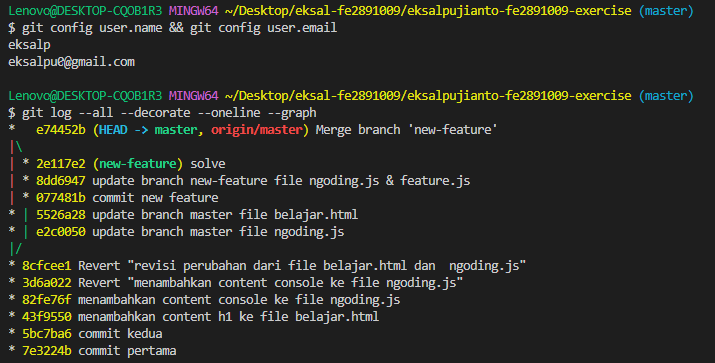 Lenovo@DESKTOP-CQOB1R3 MINGW64 ~/Desktop/eksal-fe2891009/eksalpujianto-fe2891009-exercise (master)
$ git config user.name && git config user.email
eksalp
eksalpu0@gmail.com
Lenovo@DESKTOP-CQOB1R3 MINGW64 ~/Desktop/eksal-fe2891009/eksalpujianto-fe2891009-exercise (master)
$ git log --all --decorate --oneline --graph
*   e74452b (HEAD -> master, origin/master) Merge branch 'new-feature'
|\
| * 2e117e2 (new-feature) solve
| * 8dd6947 update branch new-feature file ngoding.js & feature.js
| * 077481b commit new feature
* | 5526a28 update branch master file belajar.html
* | e2c0050 update branch master file ngoding.js
|/
* 8cfcee1 Revert "revisi perubahan dari file belajar.html dan  ngoding.js"
* 3d6a022 Revert "menambahkan content console ke file ngoding.js"
* 82fe76f menambahkan content console ke file ngoding.js
* 43f9550 menambahkan content h1 ke file belajar.html
* 5bc7ba6 commit kedua
* 7e3224b commit pertama